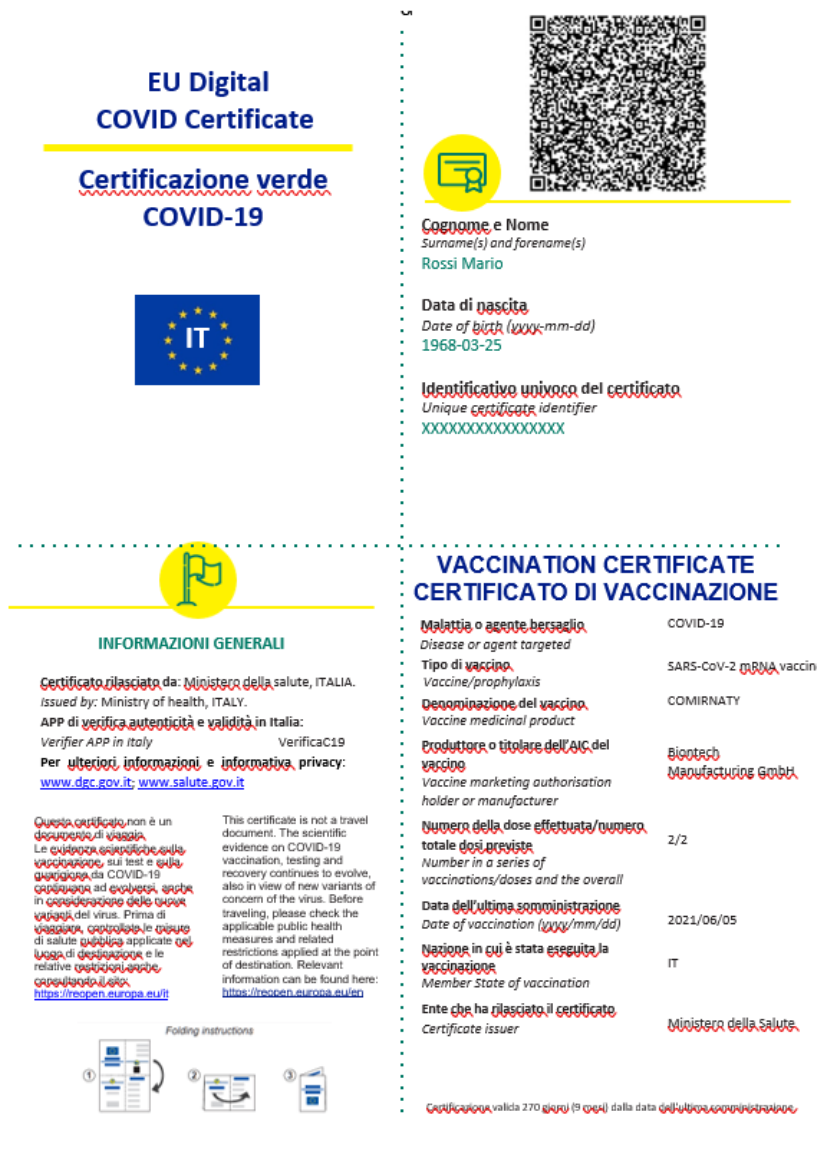 EU Digital
COVID Certificate
Certificazione verde
COVID-19
IT
Cognome e Nome
Surname(s) and forename(s)
Rossi Mario
Data di nascita
Date of birth (yyyy-mm-dd)
1968-03-25
Identificativo univoco del certificato
Unique certificate identifier
XXXXXXXXXXXXXXXX
INFORMAZIONI GENERALI
Certificato rilasciato da: Ministero della salute, ITALIA.
Issued by: Ministry of health, ITALY.
APP di verifica autenticità e validità in Italia:
Verifier APP in Italy VerificaC19
Per ulteriori informazioni e informativa privacy:
www.dgc.gov.it; www.salute.gov.it
Questo certificato non è un
documento di viaggio.
Le evidenze scientifiche sulla
vaccinazione, sui test e sulla
guarigione da COVID-19
continuano ad evolversi, anche
in considerazione delle nuove
varianti del virus. Prima di
viaggiare, controllate le misure
di salute pubblica applicate nel
luogo di destinazione e le
relative restrizioni anche
consultando il sito:
https://reopen.europa.eu/it
This certificate is not a travel
document. The scientific
evidence on COVID-19
vaccination, testing and
recovery continues to evolve,
also in view of new variants of
concern of the virus. Before
traveling, please check the
applicable public health
measures and related
restrictions applied at the point
of destination. Relevant
information can be found here:
https://reopen.europa.eu/en
Folding instructions
1 2 3
VACCINATION CERTIFICATE
CERTIFICATO DI VACCINAZIONE
Malattia o agente bersaglio COVID-19
Disease or agent targeted
Tipo di vaccino SARS-CoV-2 mRNA vaccin
Vaccine/prophylaxis
Denominazione del vaccino COMIRNATY
Vaccine medicinal product
Produttore o titolare dell'AIC del
vaccino
Biontech
Manufacturing GmbH
Vaccine marketing authorisation
holder or manufacturer
Numero della dose effettuata/numero
totale dosi previste 2/2
Number in a series of
vaccinations/doses and the overall
Data dell'ultima somministrazione
Date of vaccination (yyyy/mm/dd) 2021/06/05
Nazione in cui è stata eseguita la
vaccinazione IT
Member State of vaccination
Ente che ha rilasciato il certificato
Certificate issuer Ministero della Salute
Certificazione valida 270 giorni (9 mesi) dalla data dell'ultima somministrazione